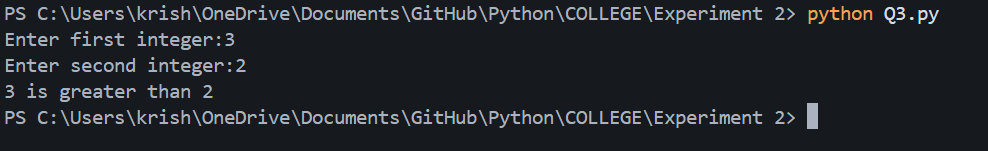 PS C:\Users\krish\OneDrive\Documents\GitHub\Python\COLLEGE\Experiment 2> python Q3.py
Enter first integer:3
Enter second integer:2
3 is greater than 2
PS C:\Users\krish\OneDrive\Documents\GitHub\Python\COLLEGE\Experiment 2>